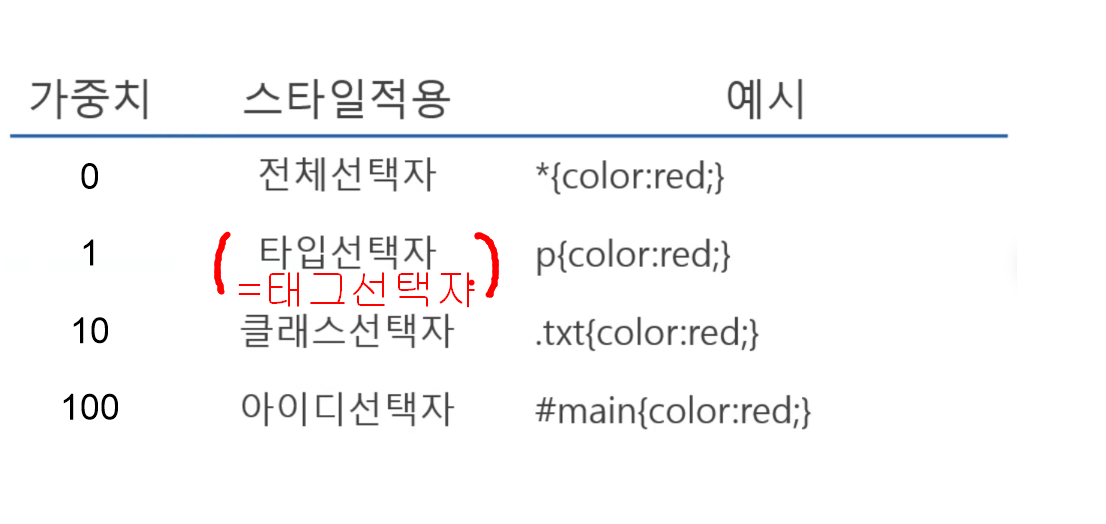 가중치 스타일적용 예시
0 전체선택자 *{color:red;}
1 ( 타입선택자 ) p{color:red;}
=태그선택자
10 클래스선택자 .txt{color:red;}
100 아이디선택자 #main{color:red;}